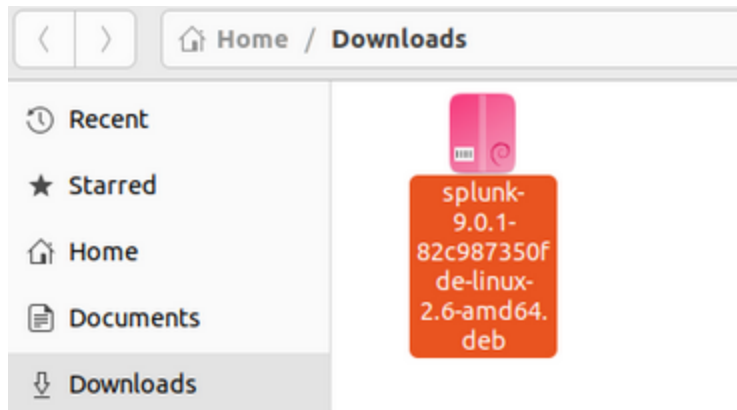 Home / Downloads
Recent
Starred
Home
Documents
Downloads
splunk-
9.0.1-
82c987350f
de-linux-
2.6-amd64.
deb